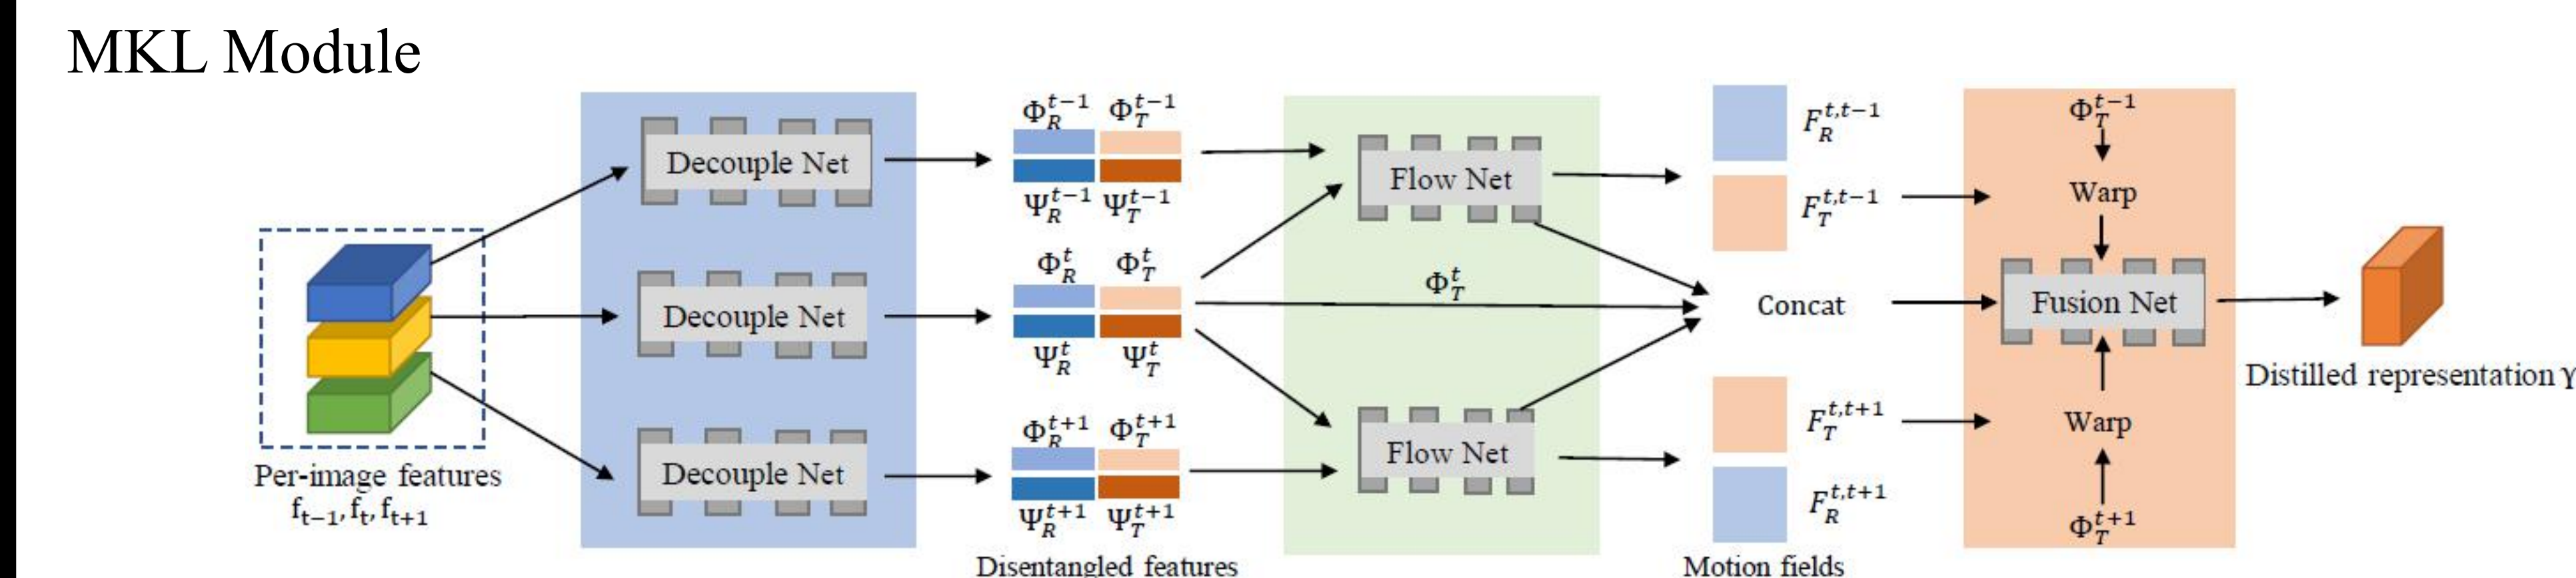 MKL Module
Per-image features
f_{t−1}, f_t, f_{t+1}
Decouple Net
Decouple Net
Decouple Net
Φ_R^{t−1} Φ_T^{t−1}
Ψ_R^{t−1} Ψ_T^{t−1}
Φ_R^t Φ_T^t
Ψ_R^t Ψ_T^t
Φ_R^{t+1} Φ_T^{t+1}
Ψ_R^{t+1} Ψ_T^{t+1}
Disentangled features
Flow Net
Φ_T^t
Flow Net
F_R^{t,t−1}
F_T^{t,t−1}
Concat
F_T^{t,t+1}
F_R^{t,t+1}
Motion fields
Φ_T^{t−1}
Warp
Fusion Net
Warp
Φ_T^{t+1}
Distilled representation γ